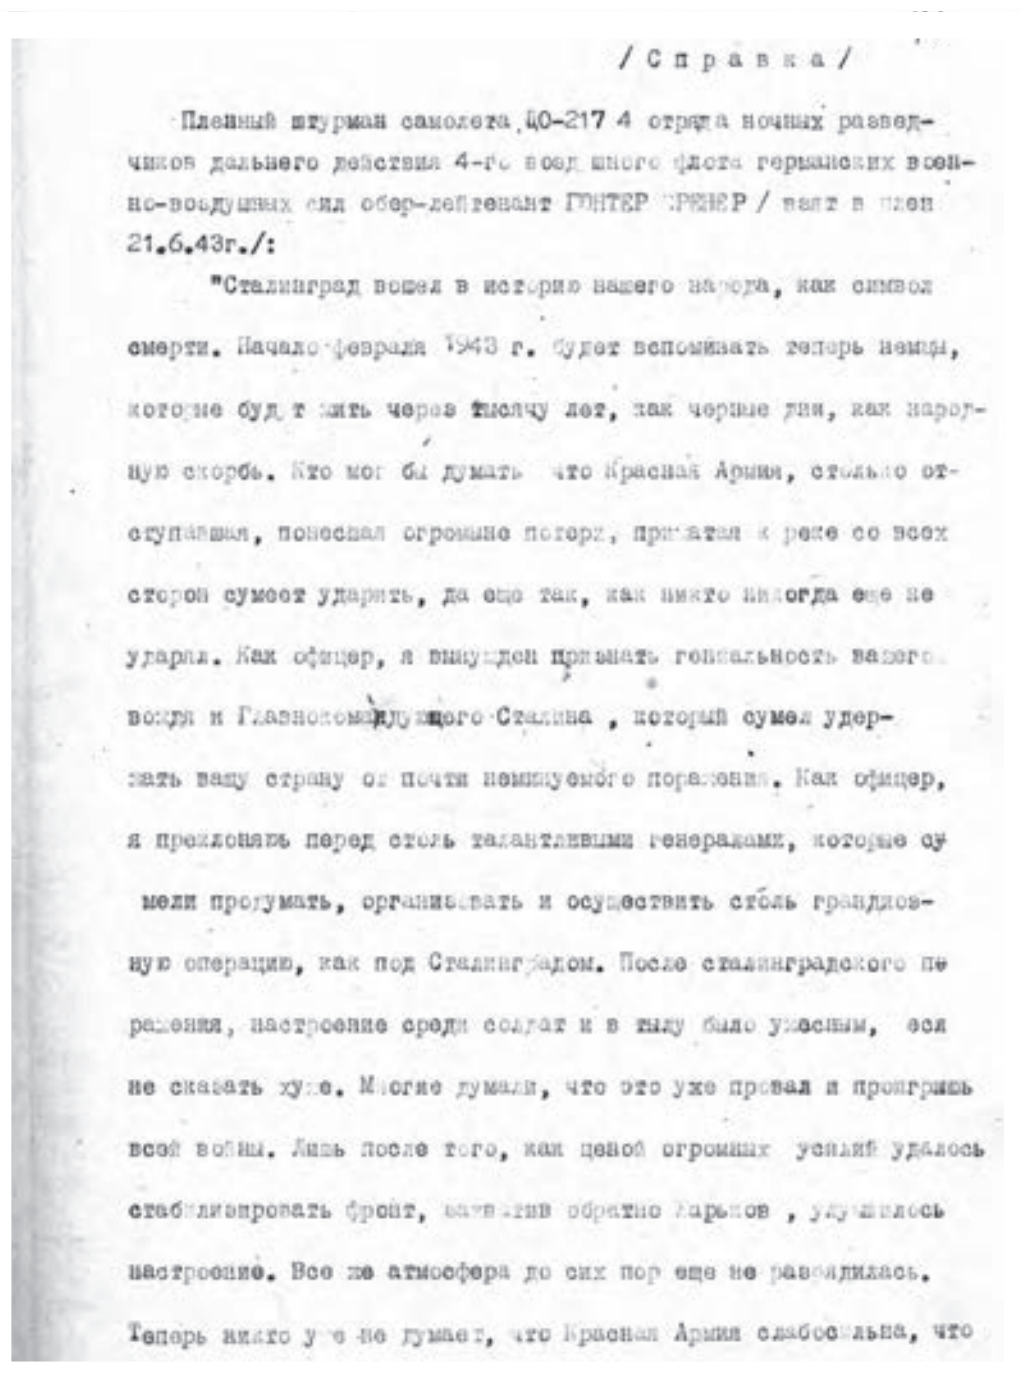 /Справка/
Пленный штурман самолета ДО-217 4 отряда ночных развед-
чиков дальнего действия 4-го воздушного флота германских воен-
но-воздушных сил обер-лейтенант ГЮНТЕР / взят в плен
21.6.43г./:
"Сталинград вошел в историю нашего народа, как символ
смерти. Начало февраля 1943 г. будет вспоминать теперь немцы,
которые будут жить через тысячу лет, как черные дни, как народ-
ную скорбь. Кто мог бы думать что Красная Армия, столько от-
ступавшая, понесшая огромные потери, прижатая к реке со всех
сторон сумеет ударить, да еще так, как никто никогда еще не
ударял. Как офицер, я вынужден признать гениальность вашего
вождя и Главнокомандующего Сталина , который сумел удер-
жать вашу страну от почти неминуемого поражения. Как офицер,
я преклоняюь перед столь талантливыми генералами, которые су
мели продумать, организовать и осуществить столь грандиоз-
ную операцию, как под Сталинградом. После сталинградского по
ражения, настроение среди солдат и в тылу было ужасным, если
не сказать хуже. Многие думали, что это уже провал и проигришь
всей войны. Лишь после того, как ценой огромных усилий удалось
стабилизировать фронт, захватив обратно Харьков , улучшилось
настроение. Все же атмосфера до сих пор еще не разрядилась.
Теперь никто уже не думает, что Красная Армия слабосильна, что